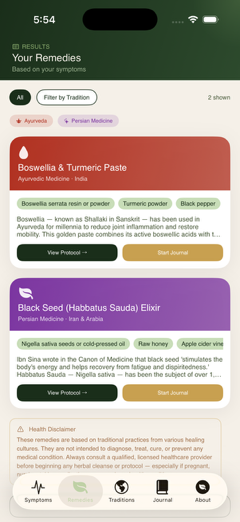 5:54
RESULTS
Your Remedies
Based on your symptoms
All
Filter by Tradition
2 shown
Ayurveda
Persian Medicine
Boswellia & Turmeric Paste
Ayurvedic Medicine · India
Boswellia serrata resin or powder
Turmeric powder
Black pepper
Boswellia — known as Shallaki in Sanskrit — has been used in
Ayurveda for millennia to reduce joint inflammation and restore
mobility. This golden paste combines its active boswellic acids with t...
View Protocol →
Start Journal
Black Seed (Habbatus Sauda) Elixir
Persian Medicine · Iran & Arabia
Nigella sativa seeds or cold-pressed oil
Raw honey
Apple cider vine
Ibn Sina wrote in the Canon of Medicine that black seed 'stimulates the
body's energy and helps recovery from fatigue and dispiritedness.'
Habbatus Sauda — Nigella sativa — has been the subject of over 1,...
View Protocol →
Start Journal
Health Disclaimer
These remedies are based on traditional practices from various healing
cultures. They are not intended to diagnose, treat, cure, or prevent any
medical condition. Always consult a qualified, licensed healthcare provider
before beginning any herbal cleanse or protocol — especially if pregnant,
Symptoms
Remedies
Traditions
Journal
About